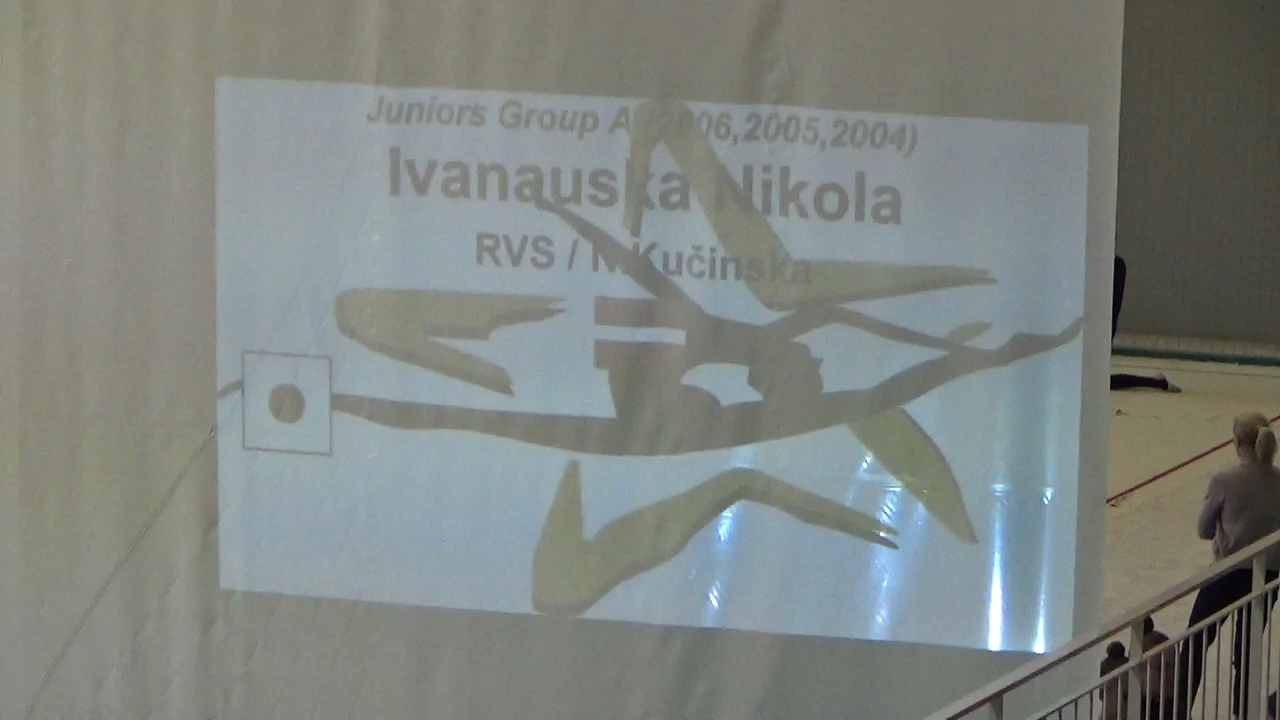 Juniors Group A (2006,2005,2004)
Ivanauska Nikola
RVS / N.Kučinska